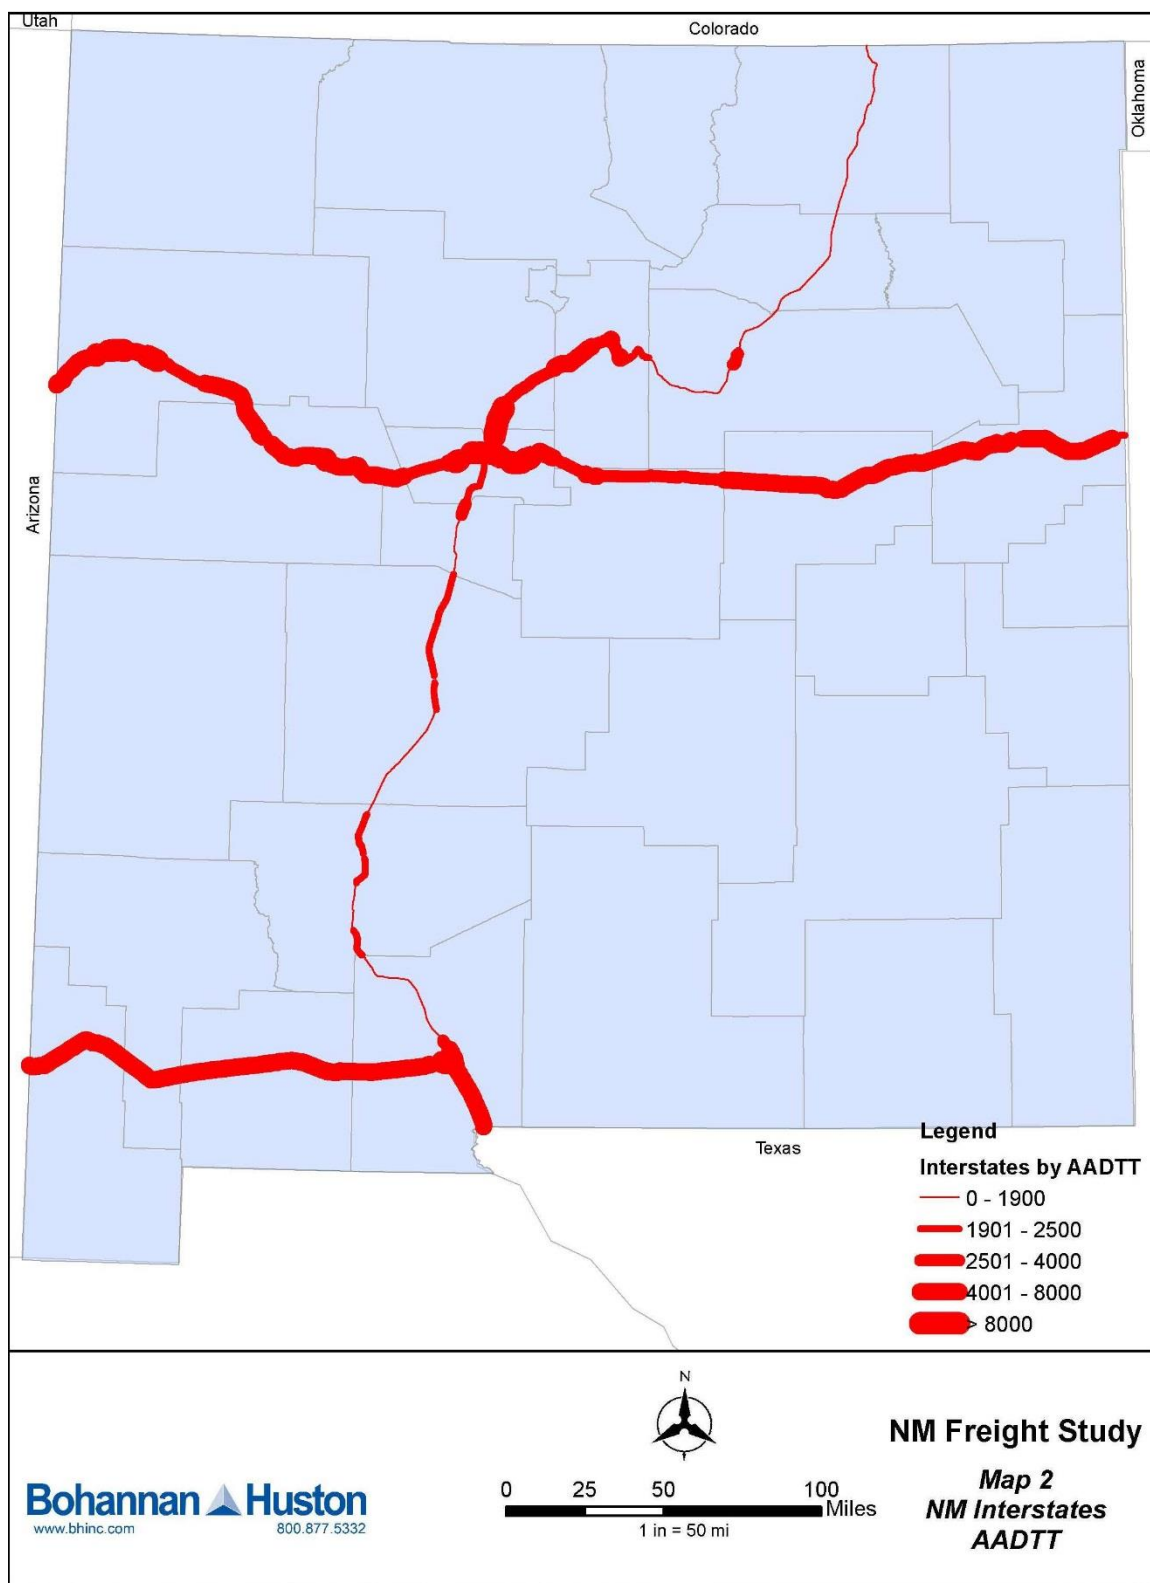 Utah
Colorado
Oklahoma
Arizona
Texas
Legend
Interstates by AADTT
0 - 1900
1901 - 2500
2501 - 4000
4001 - 8000
> 8000
N
NM Freight Study
Map 2
NM Interstates
AADTT
0 25 50 100
Miles
1 in = 50 mi
Bohannan Huston
www.bhinc.com 800.877.5332